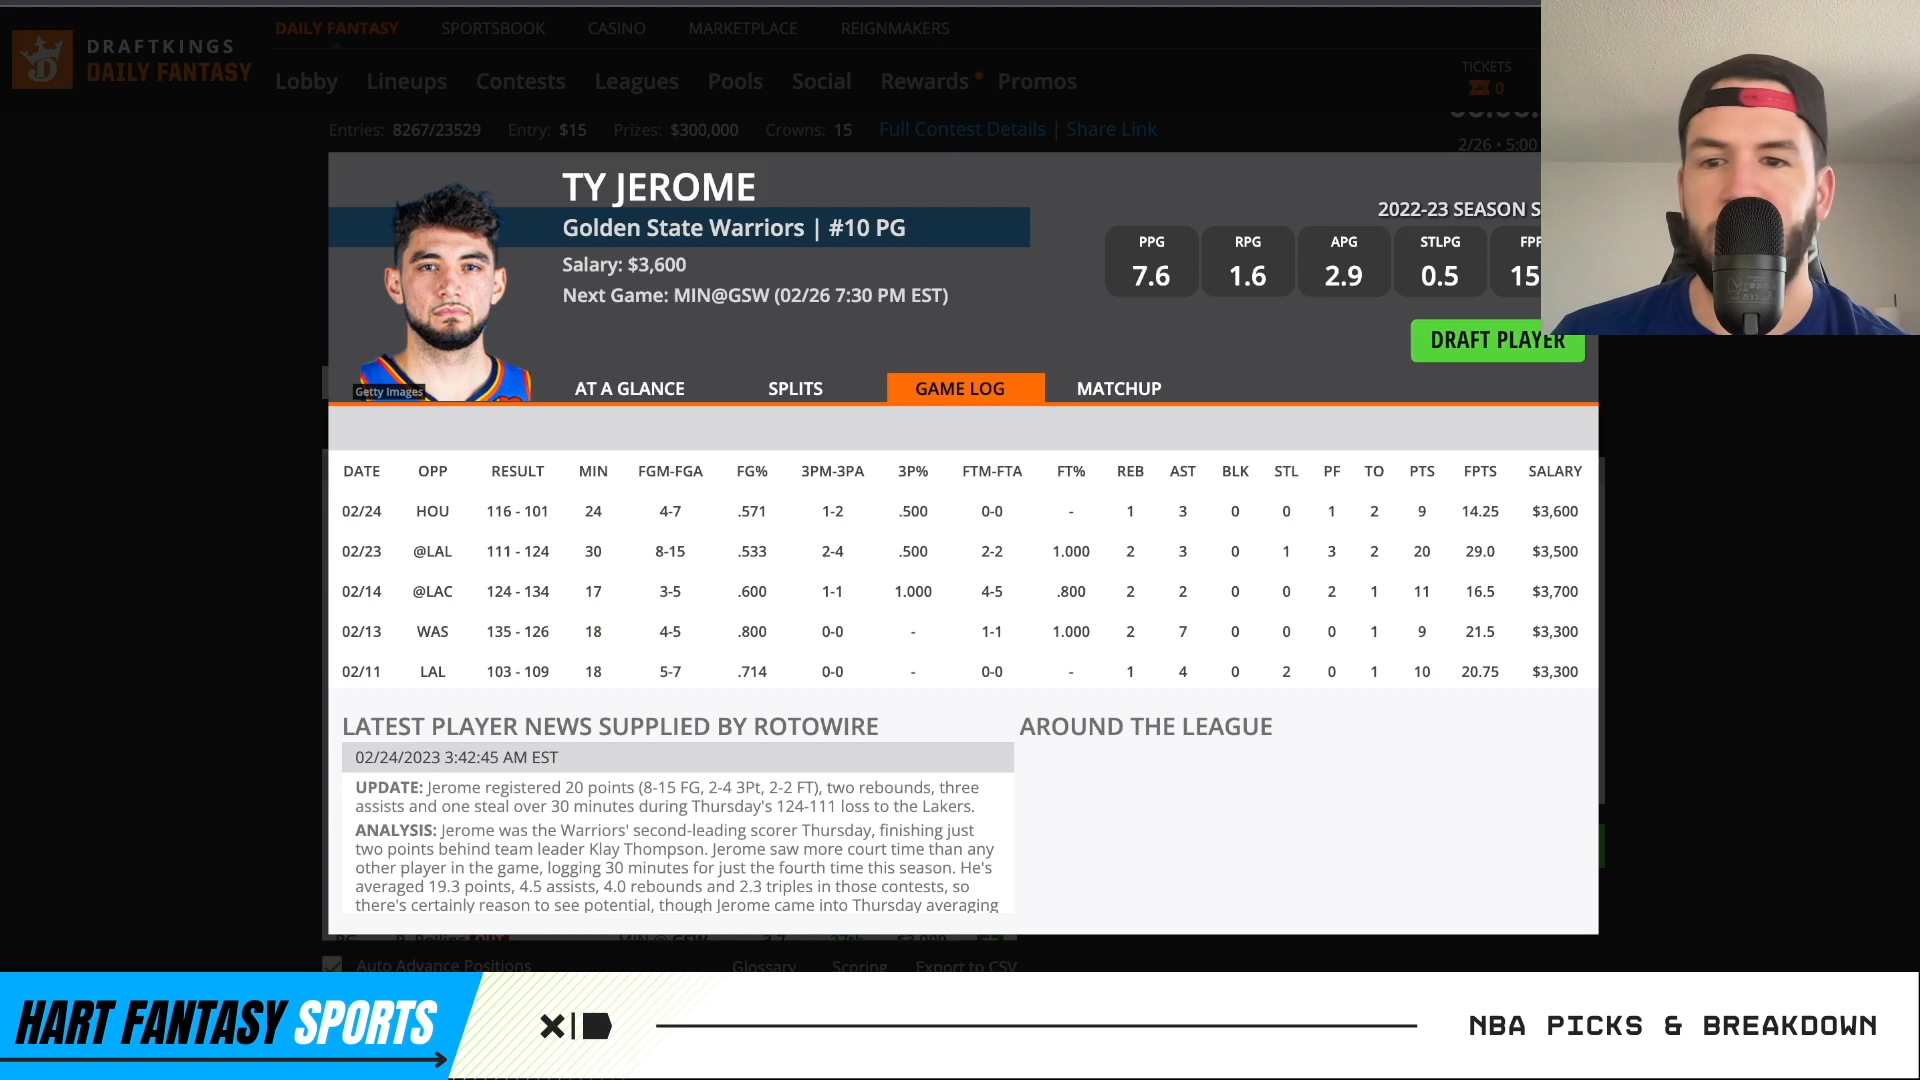 DAILY FANTASY SPORTSBOOK CASINO MARKETPLACE REIGNMAKERS
DRAFTKINGS
DAILY FANTASY
Lobby Lineups Contests Leagues Pools Social Rewards Promos
TICKETS
0
Entries: 8267/23529 Entry: $15 Prizes: $300,000 Crowns: 15 Full Contest Details | Share Link
2/26 • 5:00
TY JEROME
Golden State Warriors | #10 PG
Salary: $3,600
Next Game: MIN@GSW (02/26 7:30 PM EST)
2022-23 SEASON S
PPG RPG APG STLPG FPP
7.6 1.6 2.9 0.5 15
DRAFT PLAYER
Getty Images
AT A GLANCE SPLITS GAME LOG MATCHUP
DATE OPP RESULT MIN FGM-FGA FG% 3PM-3PA 3P% FTM-FTA FT% REB AST BLK STL PF TO PTS FPTS SALARY
02/24 HOU 116 - 101 24 4-7 .571 1-2 .500 0-0 - 1 3 0 0 1 2 9 14.25 $3,600
02/23 @LAL 111 - 124 30 8-15 .533 2-4 .500 2-2 1.000 2 3 0 1 3 2 20 29.0 $3,500
02/14 @LAC 124 - 134 17 3-5 .600 1-1 1.000 4-5 .800 2 2 0 0 2 1 11 16.5 $3,700
02/13 WAS 135 - 126 18 4-5 .800 0-0 - 1-1 1.000 2 7 0 0 0 1 9 21.5 $3,300
02/11 LAL 103 - 109 18 5-7 .714 0-0 - 0-0 - 1 4 0 2 0 1 10 20.75 $3,300
LATEST PLAYER NEWS SUPPLIED BY ROTOWIRE
AROUND THE LEAGUE
02/24/2023 3:42:45 AM EST
UPDATE: Jerome registered 20 points (8-15 FG, 2-4 3Pt, 2-2 FT), two rebounds, three
assists and one steal over 30 minutes during Thursday's 124-111 loss to the Lakers.
ANALYSIS: Jerome was the Warriors' second-leading scorer Thursday, finishing just
two points behind team leader Klay Thompson. Jerome saw more court time than any
other player in the game, logging 30 minutes for just the fourth time this season. He's
averaged 19.3 points, 4.5 assists, 4.0 rebounds and 2.3 triples in those contests, so
there's certainly reason to see potential, though Jerome came into Thursday averaging
Auto Advance Positions Glossary Scoring Export to CSV
HART FANTASY SPORTS
NBA PICKS & BREAKDOWN